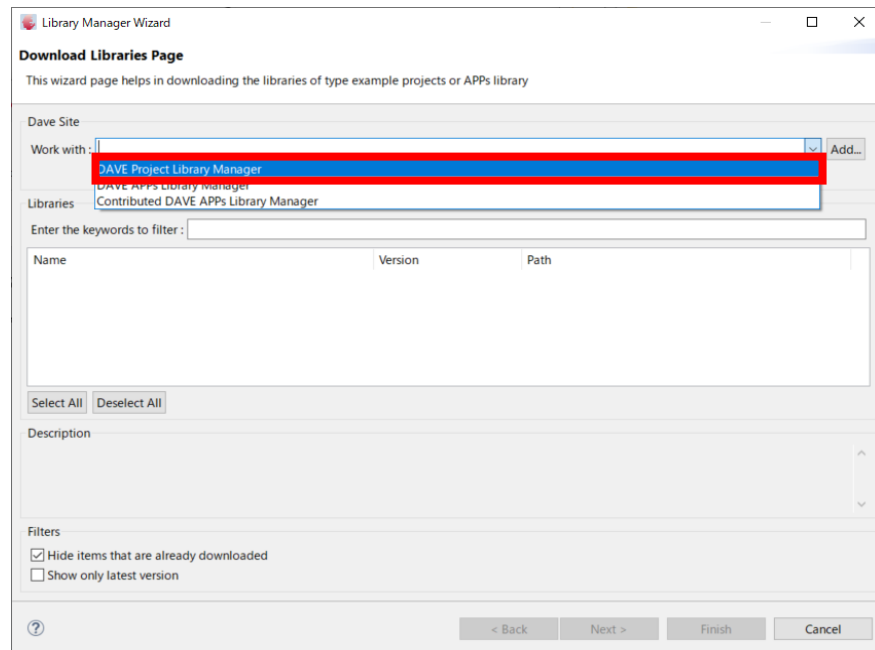 Library Manager Wizard
Download Libraries Page
This wizard page helps in downloading the libraries of type example projects or APPs library
Dave Site
Work with :
Add...
DAVE Project Library Manager
DAVE APPs Library Manager
Contributed DAVE APPs Library Manager
Libraries
Enter the keywords to filter :
Name Version Path
Select All Deselect All
Description
Filters
Hide items that are already downloaded
Show only latest version
< Back Next > Finish Cancel